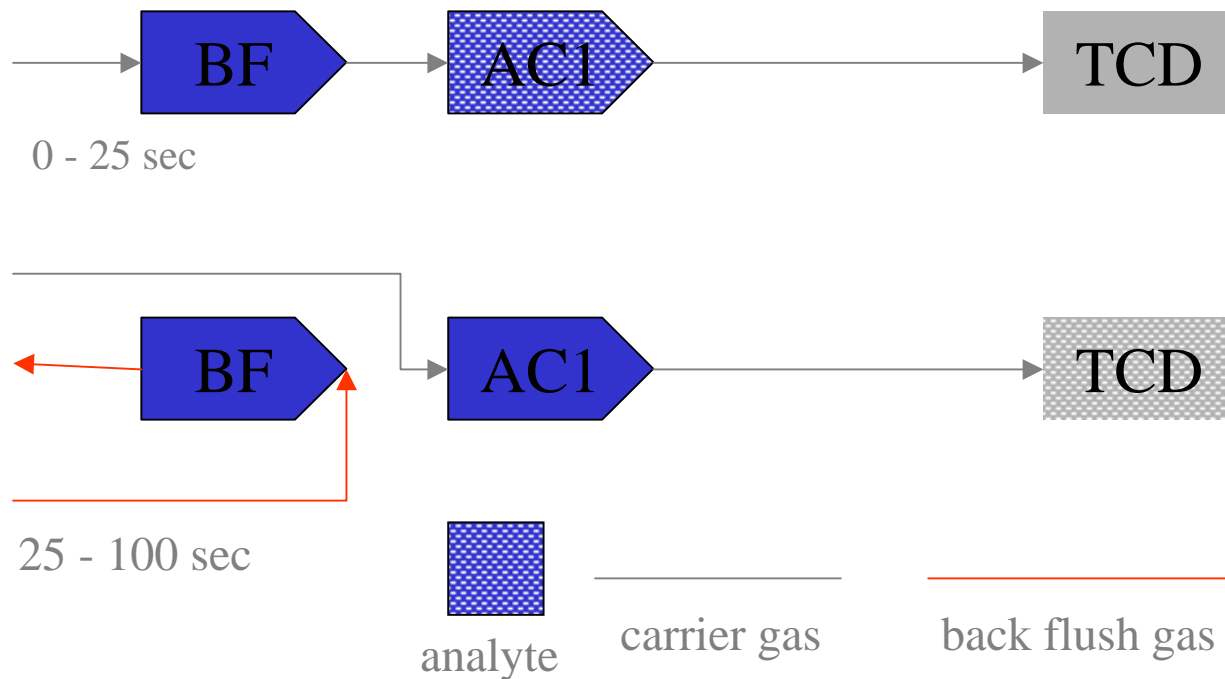 BF AC1 TCD
0 - 25 sec
BF AC1 TCD
25 - 100 sec
analyte
carrier gas
back flush gas